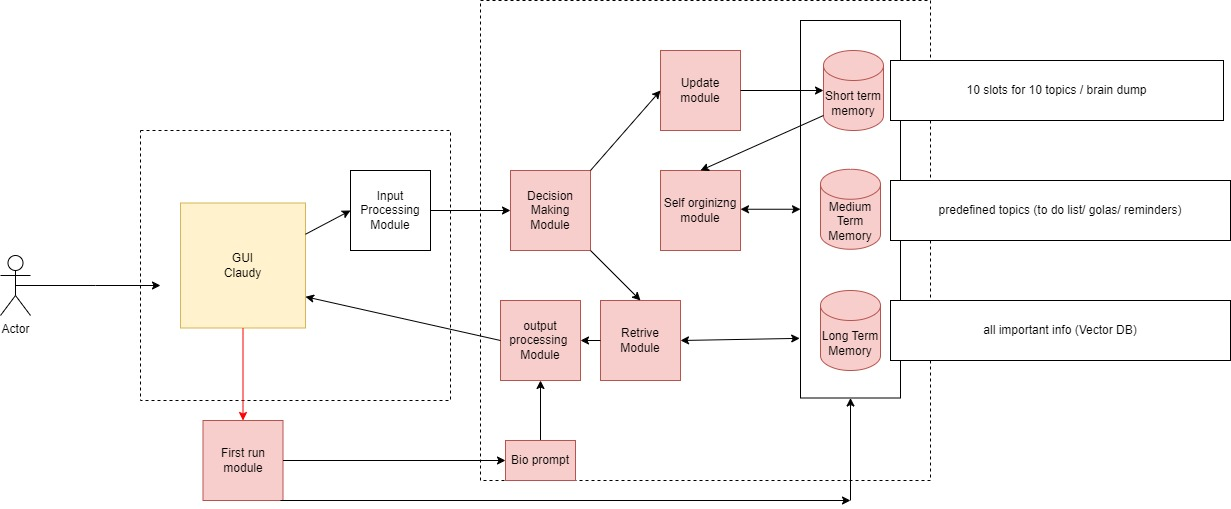 Update
module
Short term
memory
10 slots for 10 topics / brain dump
Input
Processing
Module
Decision
Making
Module
Self orginizng
module
Medium
Term
Memory
predefined topics (to do list/ golas/ reminders)
GUI
Claudy
Actor
output
processing
Module
Retrive
Module
Long Term
Memory
all important info (Vector DB)
First run
module
Bio prompt